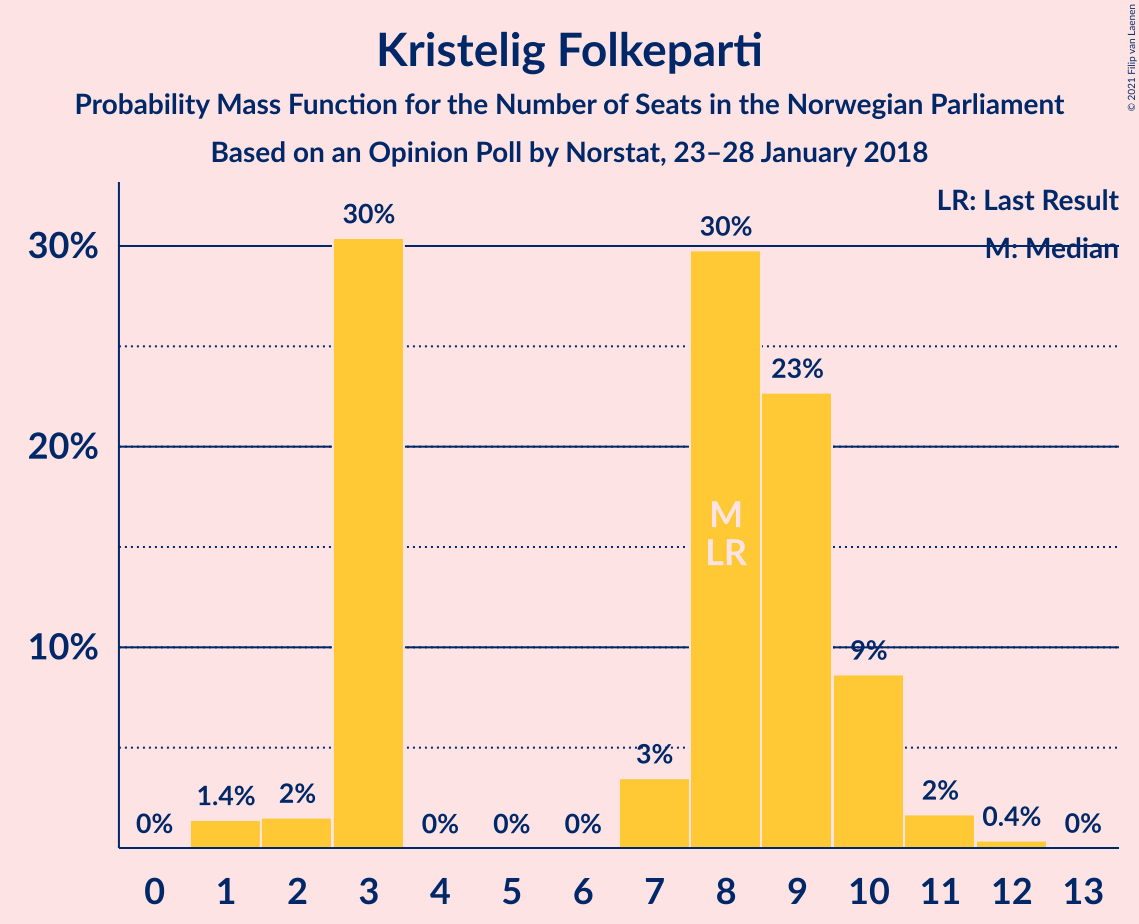 Kristelig Folkeparti
Probability Mass Function for the Number of Seats in the Norwegian Parliament
Based on an Opinion Poll by Norstat, 23–28 January 2018
© 2021 Filip van Laenen
LR: Last Result
M: Median
30%
20%
10%
0%
1.4%
2%
30%
0%
0%
0%
3%
30%
23%
9%
2%
0.4%
0%
M
LR
0 1 2 3 4 5 6 7 8 9 10 11 12 13